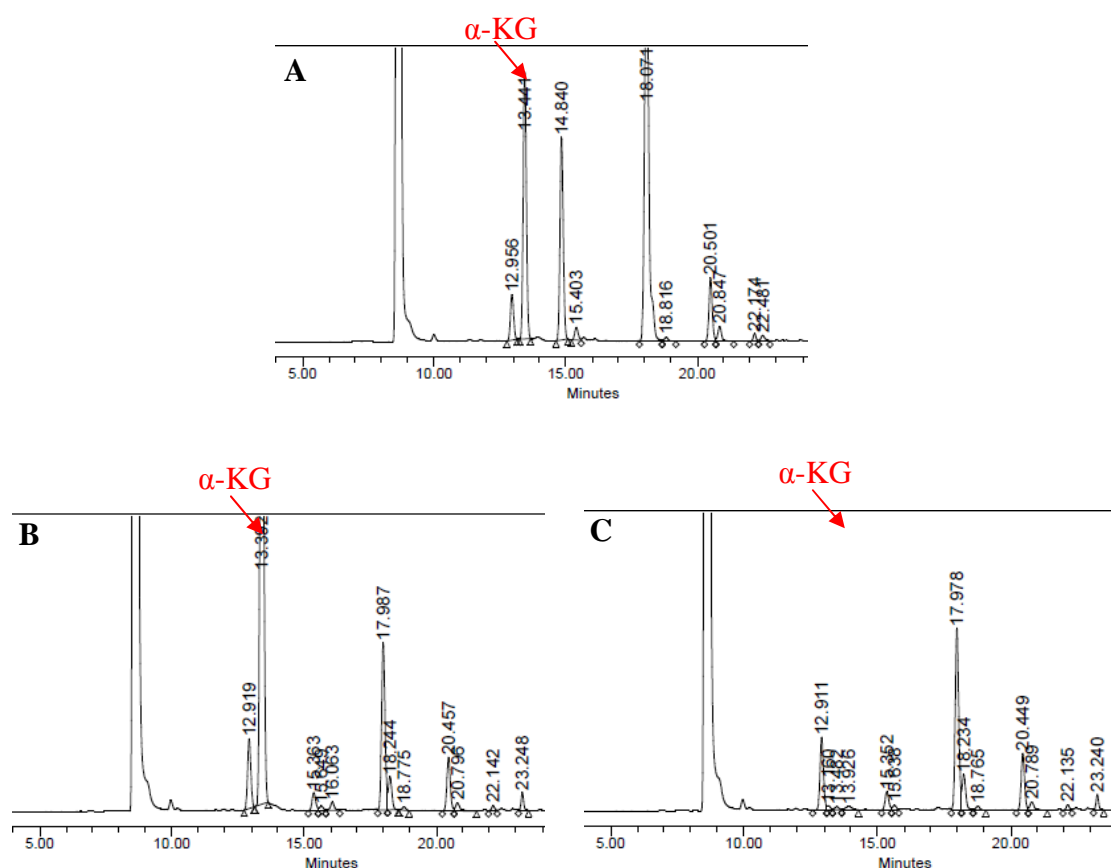 α-KG
A
12.956
13.441
14.840
15.403
18.071
18.816
20.501
20.847
22.174
22.481
5.00 10.00 15.00 20.00
Minutes
α-KG
B
12.919
15.363
16.063
17.987
18.244
18.775
20.457
20.796
22.142
23.248
5.00 10.00 15.00 20.00
Minutes
α-KG
C
12.911
13.160
13.482
13.926
15.352
15.638
17.978
18.234
18.765
20.449
20.789
22.135
23.240
5.00 10.00 15.00 20.00
Minutes